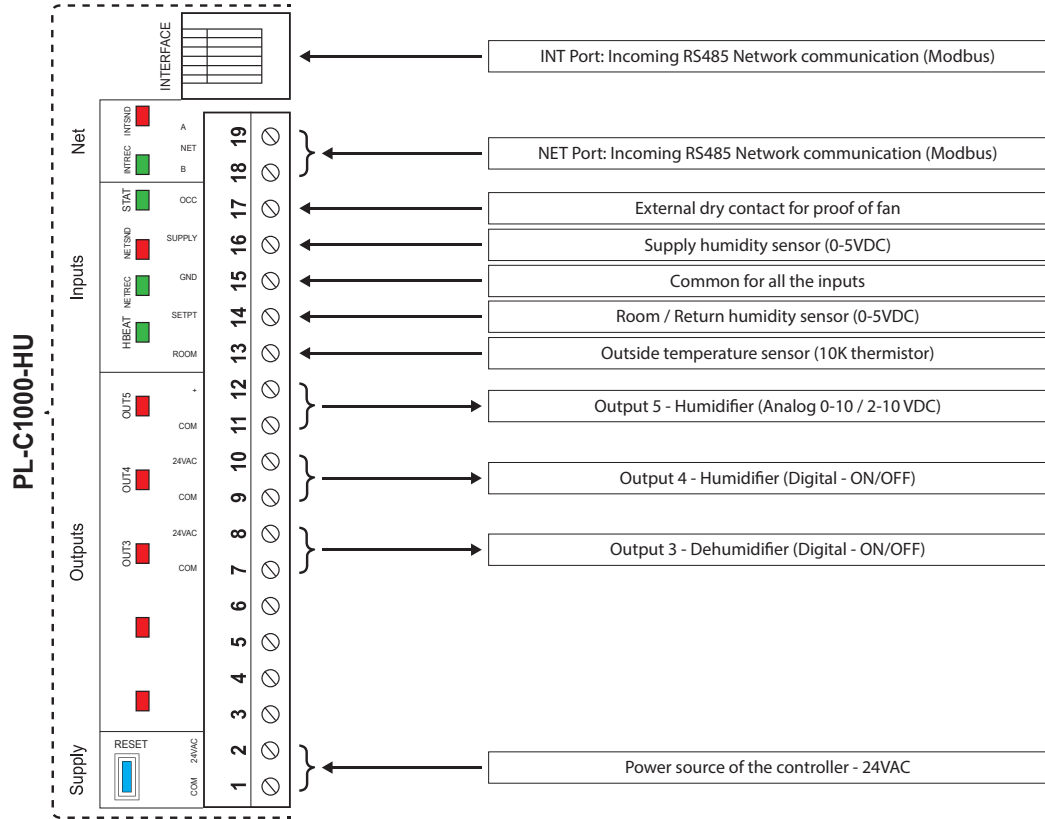 PL-C1000-HU
INTERFACE
INT Port: Incoming RS485 Network communication (Modbus)
Net
INTSND
INTREC
A
NET
B
19
18
NET Port: Incoming RS485 Network communication (Modbus)
Inputs
STAT
NETSND
NETREC
HBEAT
OCC
17
External dry contact for proof of fan
SUPPLY
16
Supply humidity sensor (0-5VDC)
GND
15
Common for all the inputs
SETPT
14
Room / Return humidity sensor (0-5VDC)
ROOM
13
Outside temperature sensor (10K thermistor)
Outputs
OUT5
+
COM
12
11
Output 5 - Humidifier (Analog 0-10 / 2-10 VDC)
OUT4
24VAC
COM
10
9
Output 4 - Humidifier (Digital - ON/OFF)
OUT3
24VAC
COM
8
7
Output 3 - Dehumidifier (Digital - ON/OFF)
6
5
4
3
Supply
RESET
24VAC
COM
2
1
Power source of the controller - 24VAC